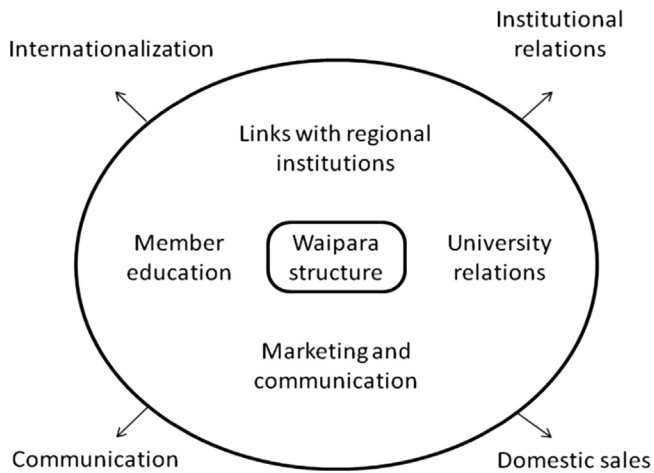 Institutional
relations
Internationalization
Links with regional
institutions
Member
education
Waipara
structure
University
relations
Marketing and
communication
Communication
Domestic sales